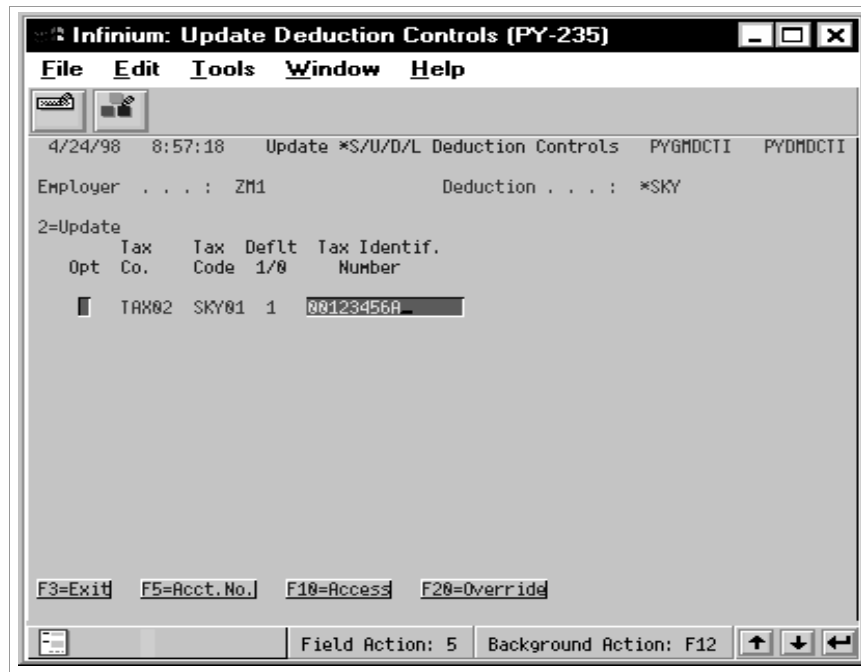 Infinium: Update Deduction Controls (PY-235)
File Edit Tools Window Help
4/24/98 8:57:18 Update *S/U/D/L Deduction Controls PYGMDCTI PYDMDCTI
Employer . . . : ZM1 Deduction . . . : *SKY
2=Update
Tax Tax Deflt Tax Identif.
Opt Co. Code 1/0 Number
TAX02 SKY01 1 00123456A
F3=Exit F5=Acct.No. F10=Access F20=Override
Field Action: 5 Background Action: F12